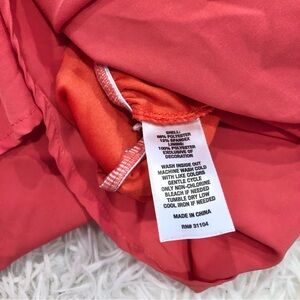 SHELL:
88% POLYESTER
12% SPANDEX
LINING:
100% POLYESTER
EXCLUSIVE OF
DECORATION
WASH INSIDE OUT
MACHINE WASH COLD
WITH LIKE COLORS
GENTLE CYCLE
ONLY NON-CHLORINE
BLEACH IF NEEDED
TUMBLE DRY LOW
COOL IRON IF NEEDED
MADE IN CHINA
RN# 31104